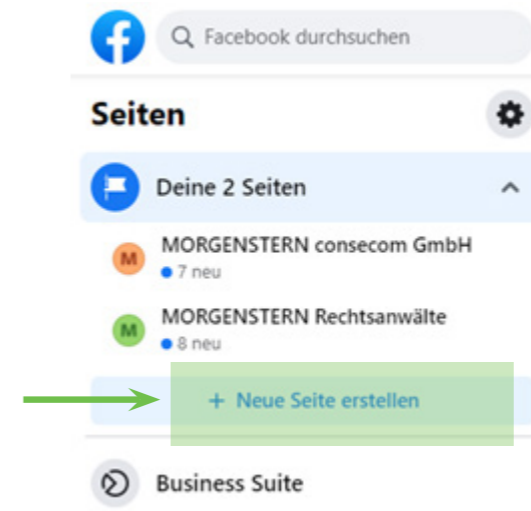 Facebook durchsuchen
Seiten
Deine 2 Seiten
M
MORGENSTERN consecom GmbH
7 neu
M
MORGENSTERN Rechtsanwälte
8 neu
+ Neue Seite erstellen
Business Suite